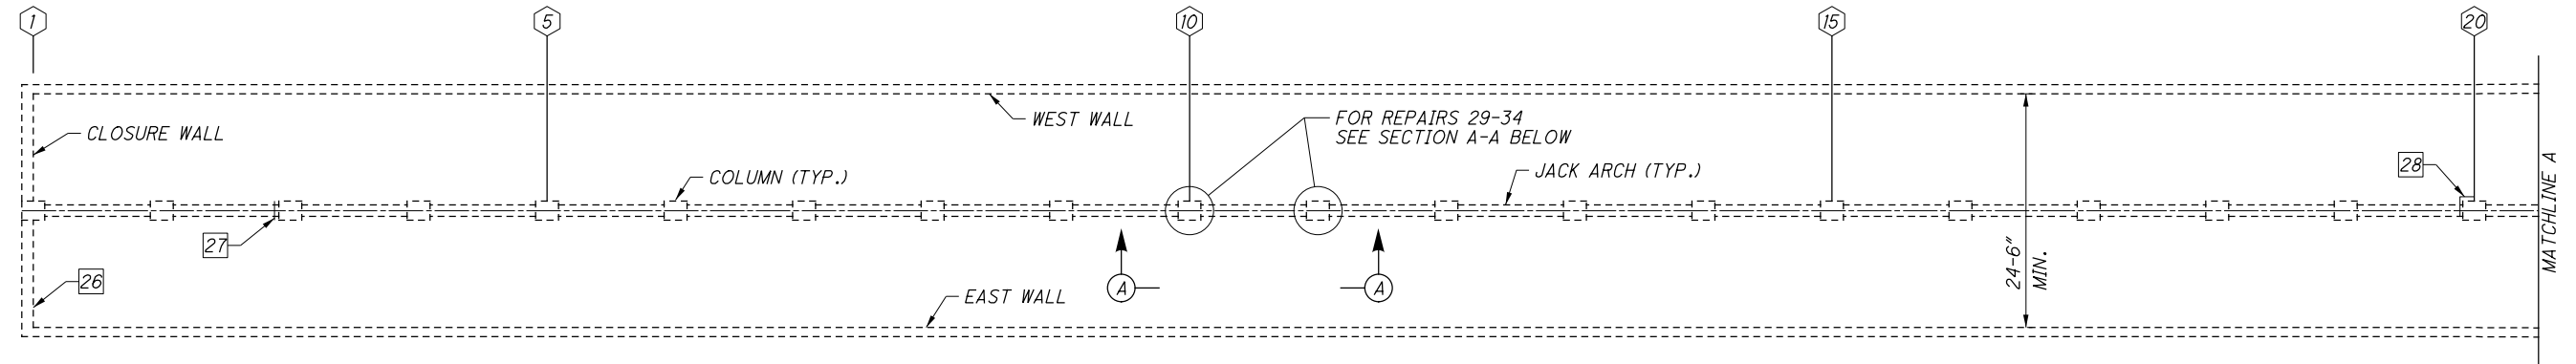 1
5
10
15
20
CLOSURE WALL
WEST WALL
FOR REPAIRS 29-34
SEE SECTION A-A BELOW
COLUMN (TYP.)
JACK ARCH (TYP.)
28
MATCHLINE A
27
26
EAST WALL
A
A
24-6"
MIN.